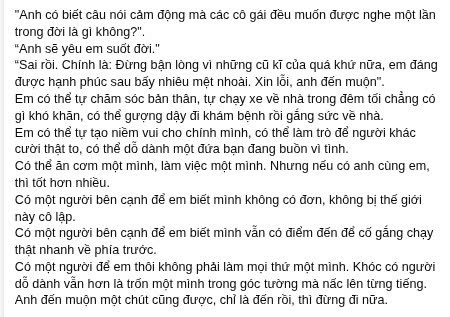 "Anh có biết câu nói cảm động mà các cô gái đều muốn được nghe một lần
trong đời là gì không?".
“Anh sẽ yêu em suốt đời."
“Sai rồi. Chính là: Đừng bận lòng vì những cũ kĩ của quá khứ nữa, em đáng
được hạnh phúc sau bấy nhiêu mệt nhoài. Xin lỗi, anh đến muộn".
Em có thể tự chăm sóc bản thân, tự chạy xe về nhà trong đêm tối chẳng có
gì khó khăn, có thể gượng dậy đi khám bệnh rồi gắng sức về nhà.
Em có thể tự tạo niềm vui cho chính mình, có thể làm trò để người khác
cười thật to, có thể dỗ dành một đứa bạn đang buồn vì tình.
Có thể ăn cơm một mình, làm việc một mình. Nhưng nếu có anh cùng em,
thì tốt hơn nhiều.
Có một người bên cạnh để em biết mình không cô đơn, không bị thế giới
này cô lập.
Có một người bên cạnh để em biết mình vẫn có điểm đến để cố gắng chạy
thật nhanh về phía trước.
Có một người để em thôi không phải làm mọi thứ một mình. Khóc có người
dỗ dành vẫn hơn là trốn một mình trong góc tường mà nấc lên từng tiếng.
Anh đến muộn một chút cũng được, chỉ là đến rồi, thì đừng đi nữa.